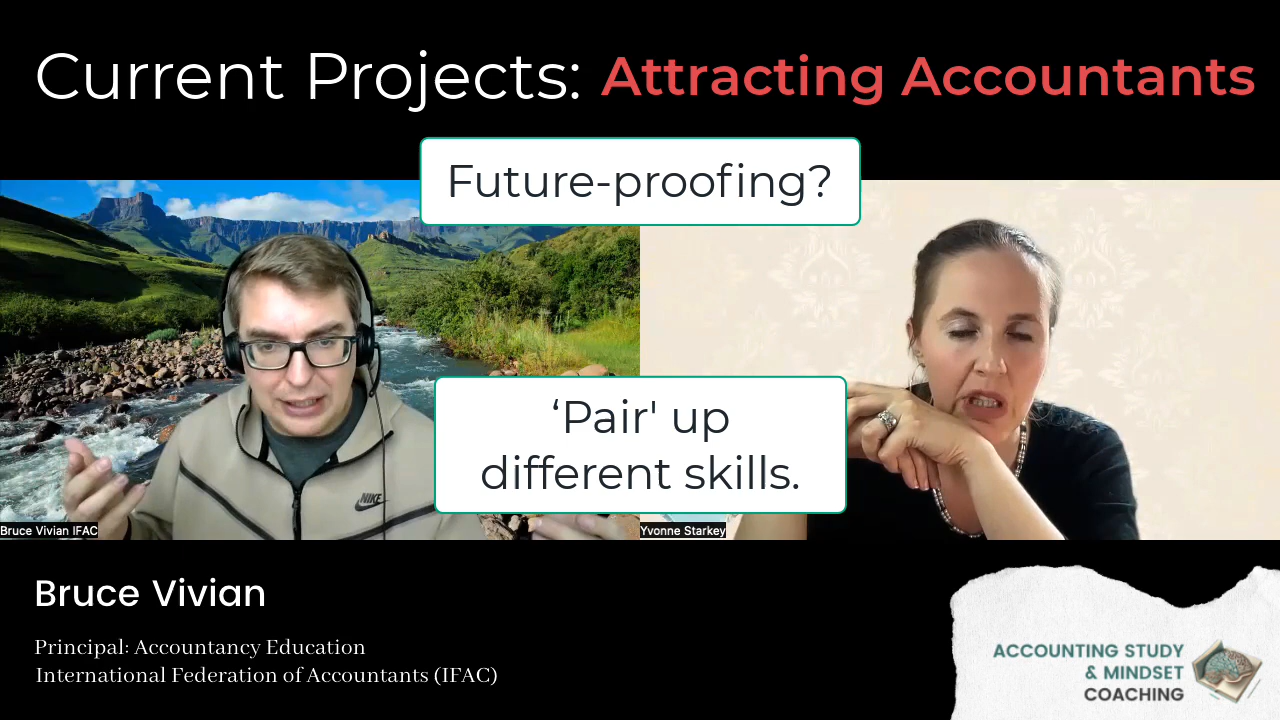 Current Projects: Attracting Accountants
Future-proofing?
‘Pair' up
different skills.
NIKE
Bruce Vivian IFAC
Yvonne Starkey
Bruce Vivian
Principal: Accountancy Education
International Federation of Accountants (IFAC)
ACCOUNTING STUDY
& MINDSET
COACHING